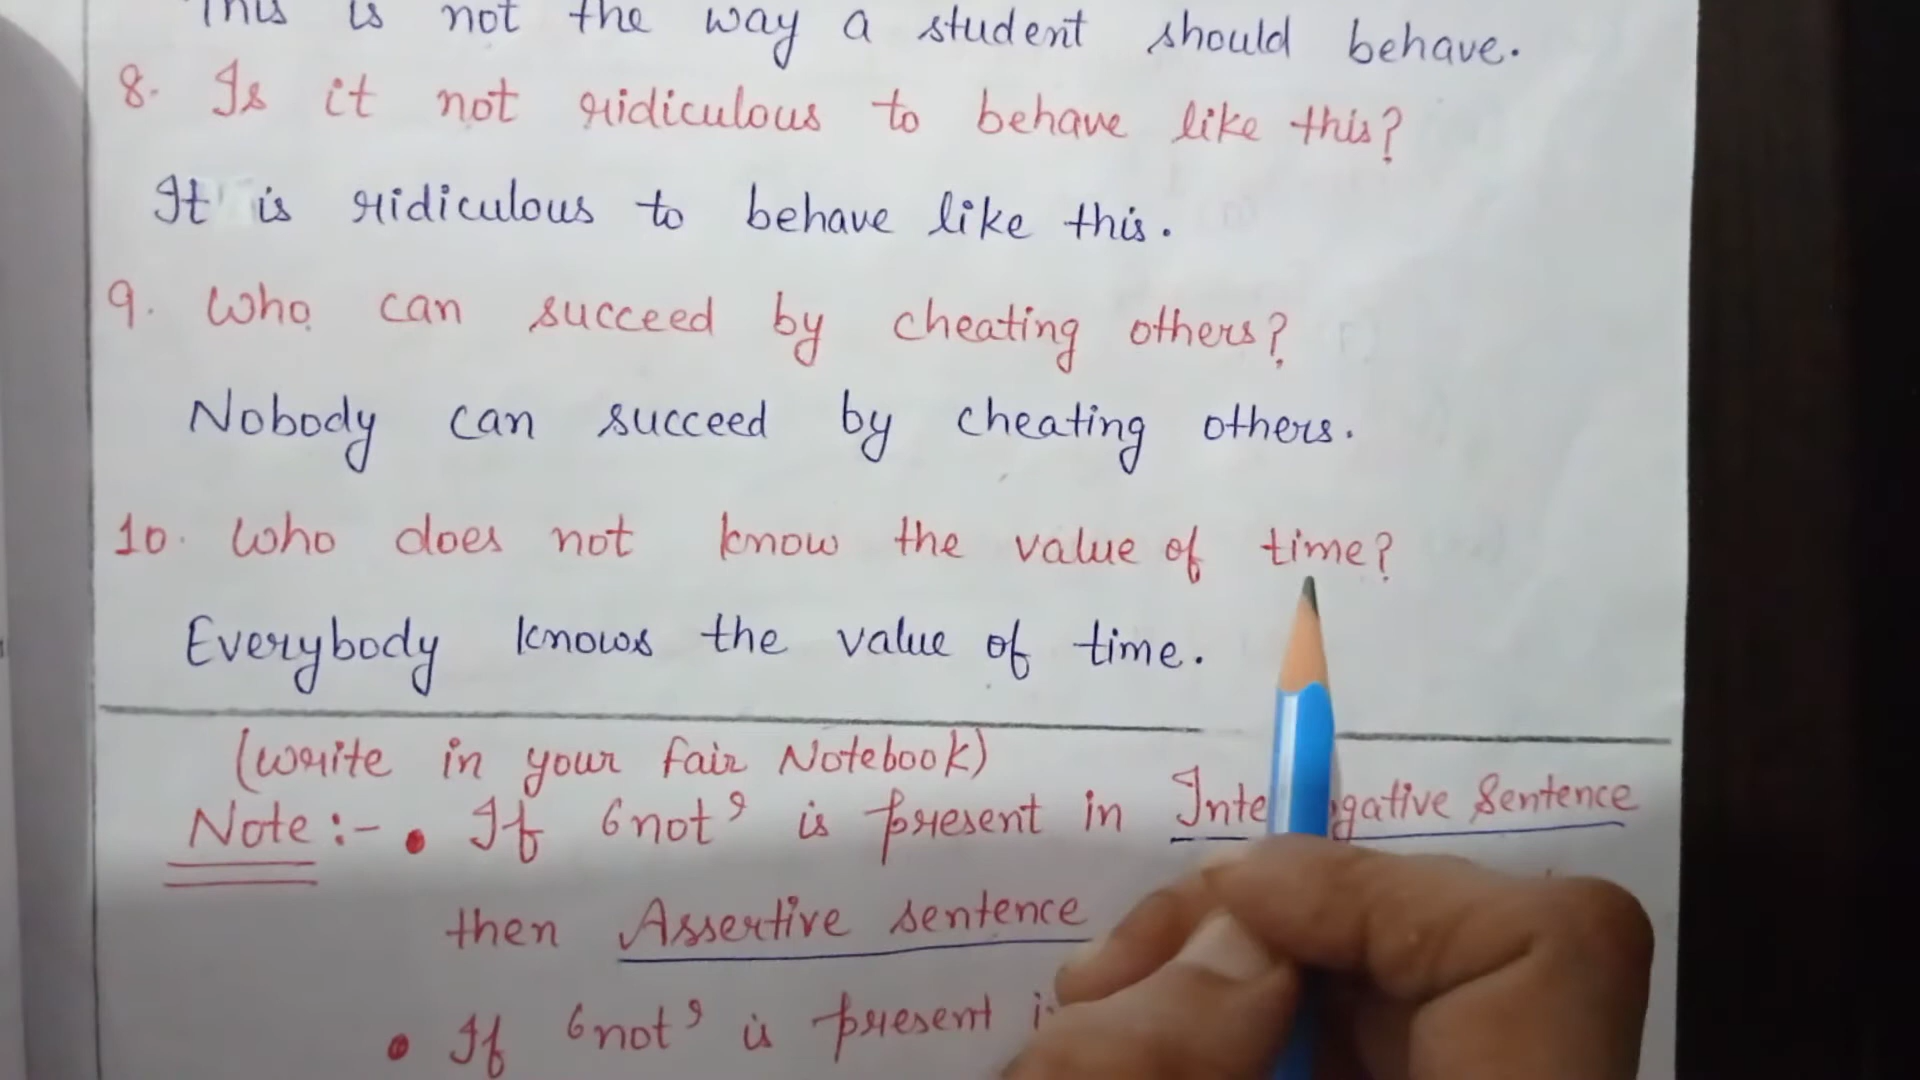 This is not the way a student should behave.
8. Is it not ridiculous to behave like this?
It is ridiculous to behave like this.
9. Who can succeed by cheating others?
Nobody can succeed by cheating others.
10. Who does not know the value of time?
Everybody knows the value of time.
(Write in your fair Notebook)
Note :- • If 'not' is present in Sentence
then Assertive sentence
• If 'not' is present